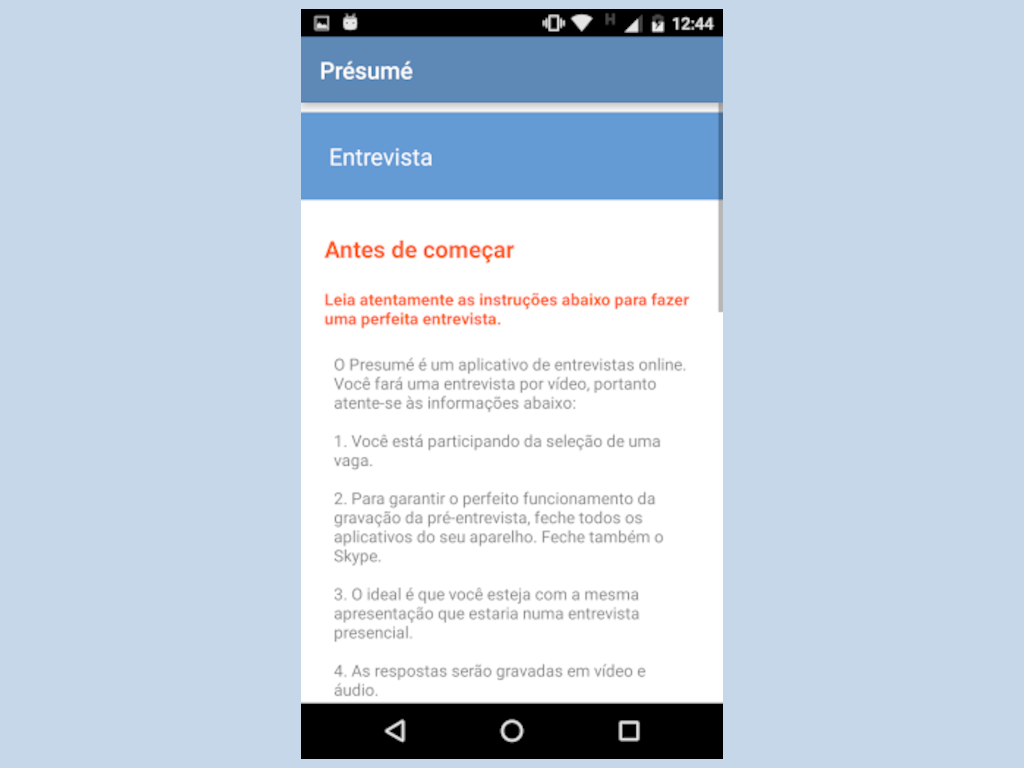 H 12:44
Présumé
Entrevista
Antes de começar
Leia atentamente as instruções abaixo para fazer
uma perfeita entrevista.
O Presumé é um aplicativo de entrevistas online.
Você fará uma entrevista por vídeo, portanto
atente-se às informações abaixo:
1. Você está participando da seleção de uma
vaga.
2. Para garantir o perfeito funcionamento da
gravação da pré-entrevista, feche todos os
aplicativos do seu aparelho. Feche também o
Skype.
3. O ideal é que você esteja com a mesma
apresentação que estaria numa entrevista
presencial.
4. As respostas serão gravadas em vídeo e
áudio.